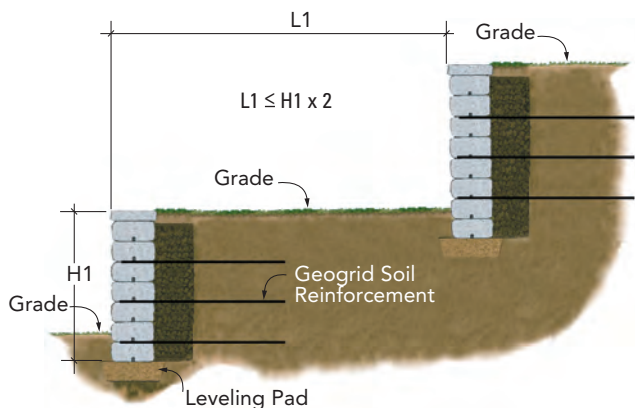 L1
Grade
L1 ≤ H1 x 2
Grade
H1
Geogrid Soil
Reinforcement
Grade
Leveling Pad